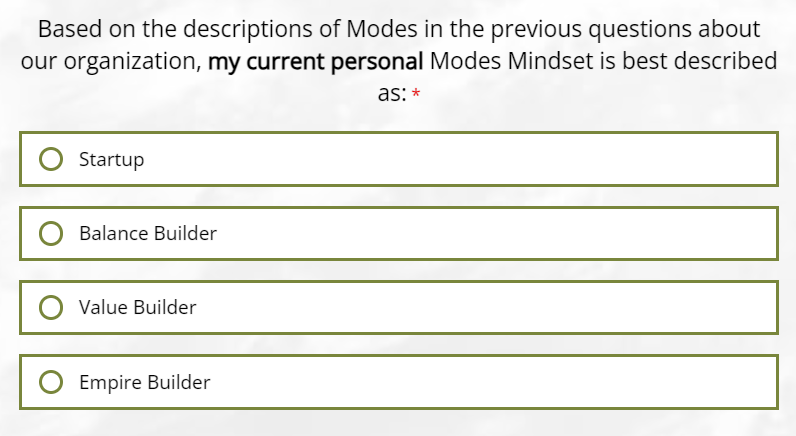 Based on the descriptions of Modes in the previous questions about
our organization, my current personal Modes Mindset is best described
as: *
Startup
Balance Builder
Value Builder
Empire Builder